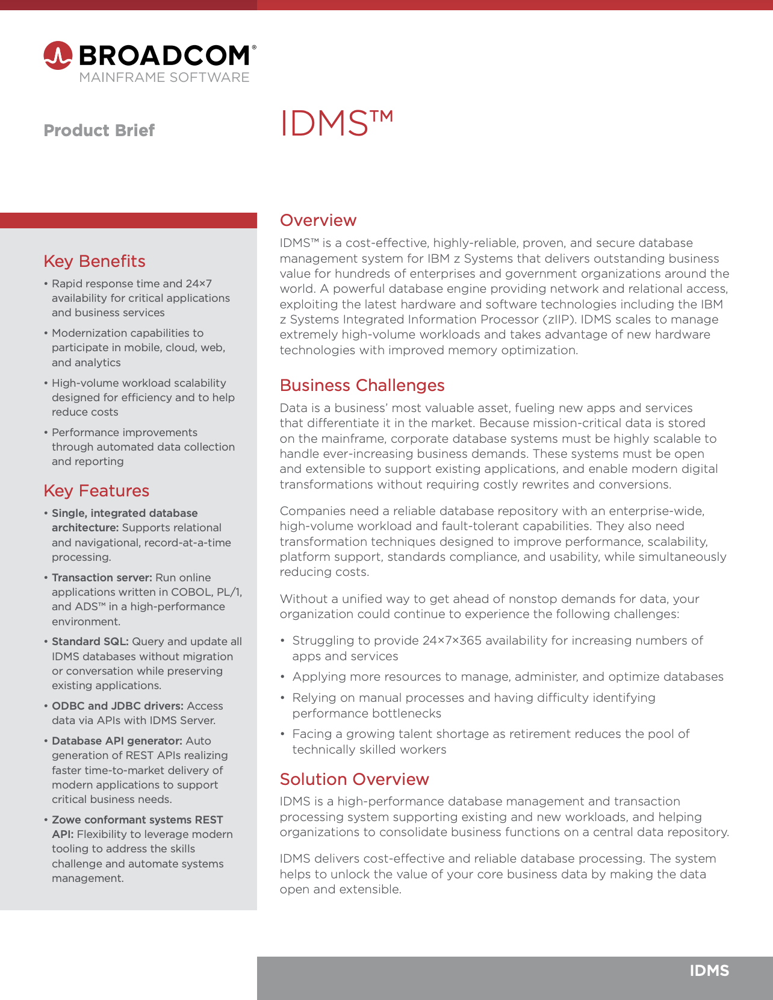 BROADCOM®
MAINFRAME SOFTWARE
Product Brief
IDMS™
Key Benefits
• Rapid response time and 24×7
availability for critical applications
and business services
• Modernization capabilities to
participate in mobile, cloud, web,
and analytics
• High-volume workload scalability
designed for efficiency and to help
reduce costs
• Performance improvements
through automated data collection
and reporting
Key Features
• Single, integrated database
architecture: Supports relational
and navigational, record-at-a-time
processing.
• Transaction server: Run online
applications written in COBOL, PL/1,
and ADS™ in a high-performance
environment.
• Standard SQL: Query and update all
IDMS databases without migration
or conversation while preserving
existing applications.
• ODBC and JDBC drivers: Access
data via APIs with IDMS Server.
• Database API generator: Auto
generation of REST APIs realizing
faster time-to-market delivery of
modern applications to support
critical business needs.
• Zowe conformant systems REST
API: Flexibility to leverage modern
tooling to address the skills
challenge and automate systems
management.
Overview
IDMS™ is a cost-effective, highly-reliable, proven, and secure database
management system for IBM z Systems that delivers outstanding business
value for hundreds of enterprises and government organizations around the
world. A powerful database engine providing network and relational access,
exploiting the latest hardware and software technologies including the IBM
z Systems Integrated Information Processor (zIIP). IDMS scales to manage
extremely high-volume workloads and takes advantage of new hardware
technologies with improved memory optimization.
Business Challenges
Data is a business’ most valuable asset, fueling new apps and services
that differentiate it in the market. Because mission-critical data is stored
on the mainframe, corporate database systems must be highly scalable to
handle ever-increasing business demands. These systems must be open
and extensible to support existing applications, and enable modern digital
transformations without requiring costly rewrites and conversions.
Companies need a reliable database repository with an enterprise-wide,
high-volume workload and fault-tolerant capabilities. They also need
transformation techniques designed to improve performance, scalability,
platform support, standards compliance, and usability, while simultaneously
reducing costs.
Without a unified way to get ahead of nonstop demands for data, your
organization could continue to experience the following challenges:
• Struggling to provide 24×7×365 availability for increasing numbers of
apps and services
• Applying more resources to manage, administer, and optimize databases
• Relying on manual processes and having difficulty identifying
performance bottlenecks
• Facing a growing talent shortage as retirement reduces the pool of
technically skilled workers
Solution Overview
IDMS is a high-performance database management and transaction
processing system supporting existing and new workloads, and helping
organizations to consolidate business functions on a central data repository.
IDMS delivers cost-effective and reliable database processing. The system
helps to unlock the value of your core business data by making the data
open and extensible.
IDMS